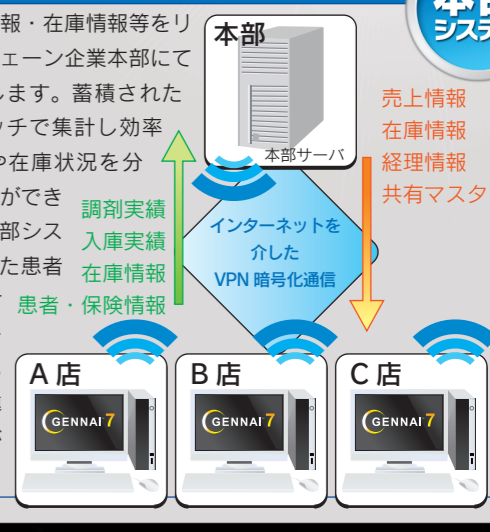 報・在庫情報等をリ
ェーン企業本部にて
します。蓄積された
ッチで集計し効率
や在庫状況を分
ができ
部シス
た患者
本部
システ
本部
本部サーバ
売上情報
在庫情報
経理情報
共有マスタ
調剤実績
入庫実績
在庫情報
患者・保険情報
インターネットを
介した
VPN 暗号化通信
A 店
GENNAI 7
B 店
GENNAI 7
C 店
GENNAI 7